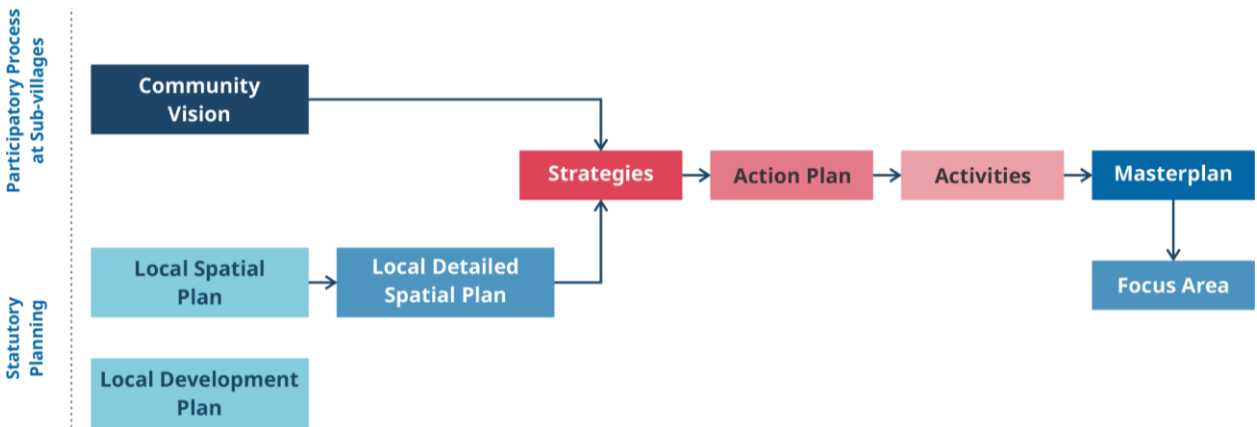 Participatory Process
at Sub-villages
Community
Vision
Strategies
Action Plan
Activities
Masterplan
Local Spatial
Plan
Local Detailed
Spatial Plan
Focus Area
Statutory
Planning
Local Development
Plan